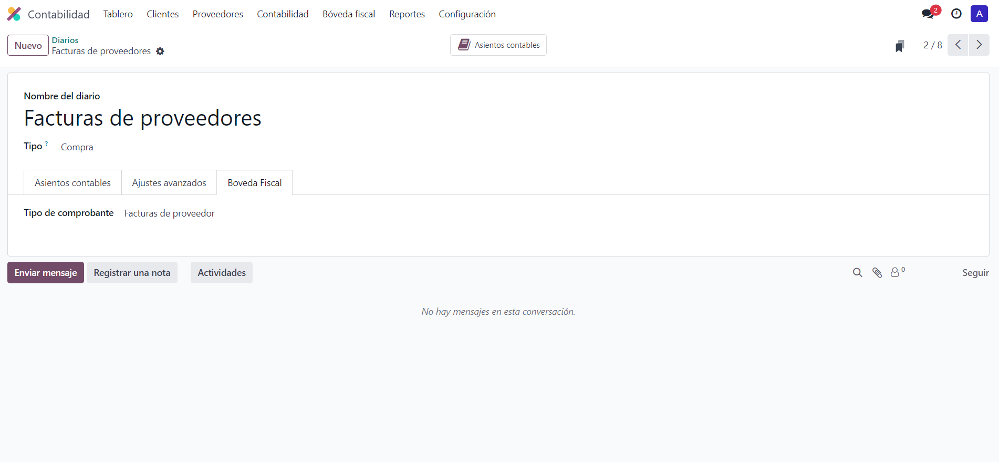 Contabilidad Tablero Clientes Proveedores Contabilidad Bóveda fiscal Reportes Configuración 2 A
Nuevo Diarios
Facturas de proveedores
Asientos contables
2 / 8
Nombre del diario
Facturas de proveedores
Tipo ? Compra
Asientos contables Ajustes avanzados Boveda Fiscal
Tipo de comprobante Facturas de proveedor
Enviar mensaje Registrar una nota Actividades 0 Seguir
No hay mensajes en esta conversación.